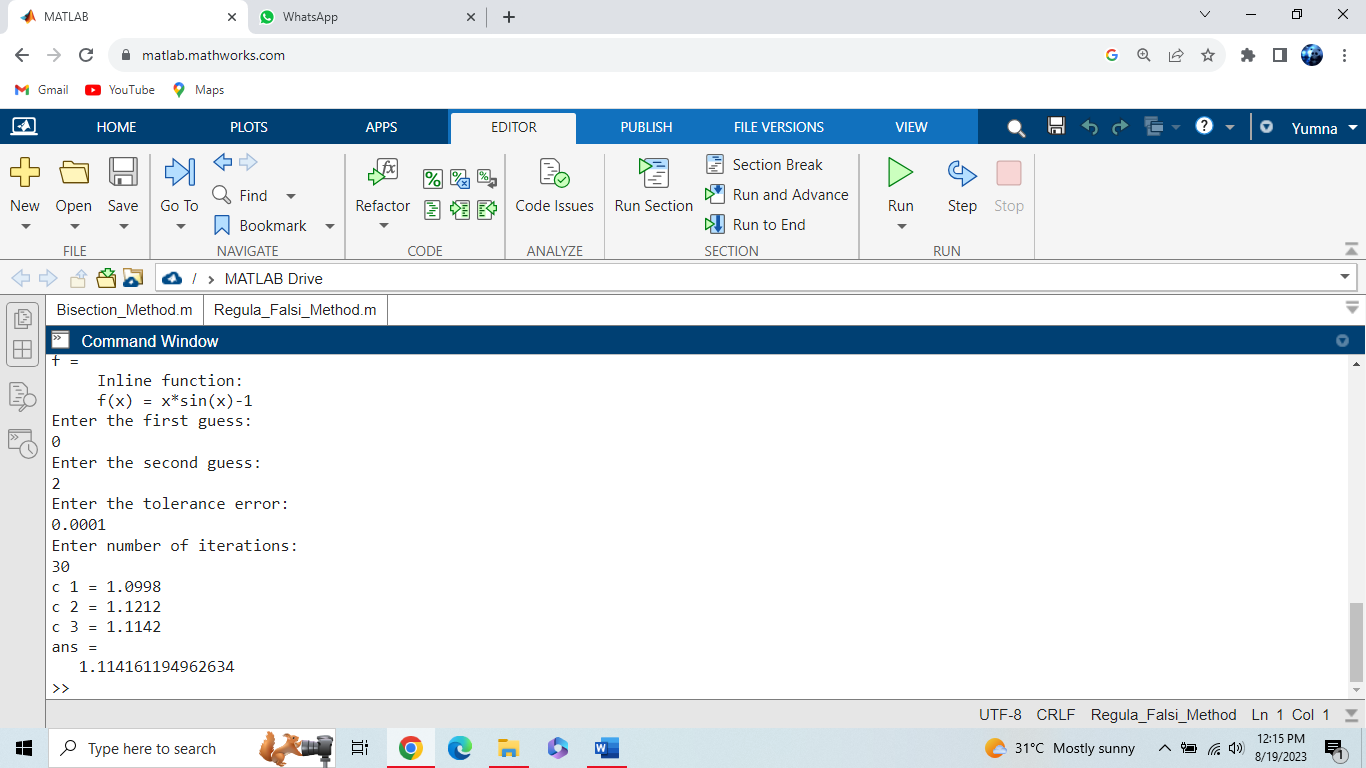 MATLAB
WhatsApp
matlab.mathworks.com
Gmail
YouTube
Maps
HOME
PLOTS
APPS
EDITOR
PUBLISH
FILE VERSIONS
VIEW
Yumna
New
Open
Save
FILE
Go To
Find
Bookmark
NAVIGATE
Refactor
CODE
Code Issues
ANALYZE
Run Section
Section Break
Run and Advance
Run to End
SECTION
Run
Step
Stop
RUN
/ › MATLAB Drive
Bisection_Method.m
Regula_Falsi_Method.m
Command Window
f =
Inline function:
f(x) = x*sin(x)-1
Enter the first guess:
0
Enter the second guess:
2
Enter the tolerance error:
0.0001
Enter number of iterations:
30
c 1 = 1.0998
c 2 = 1.1212
c 3 = 1.1142
ans =
1.114161194962634
>>
UTF-8 CRLF Regula_Falsi_Method Ln 1 Col 1
Type here to search
31°C Mostly sunny
12:15 PM
8/19/2023
1